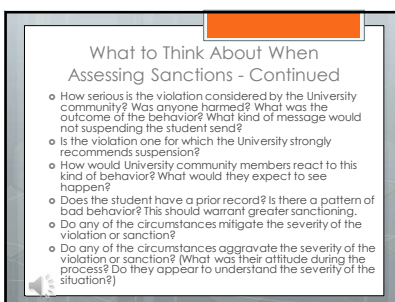 What to Think About When
Assessing Sanctions - Continued
How serious is the violation considered by the University
community? Was anyone harmed? What was the
outcome of the behavior? What kind of message would
not suspending the student send?
Is the violation one for which the University strongly
recommends suspension?
How would University community members react to this
kind of behavior? What would they expect to see
happen?
Does the student have a prior record? Is there a pattern of
bad behavior? This should warrant greater sanctioning.
Do any of the circumstances mitigate the severity of the
violation or sanction?
Do any of the circumstances aggravate the severity of the
violation or sanction? (What was their attitude during the
process? Do they appear to understand the severity of the
situation?)